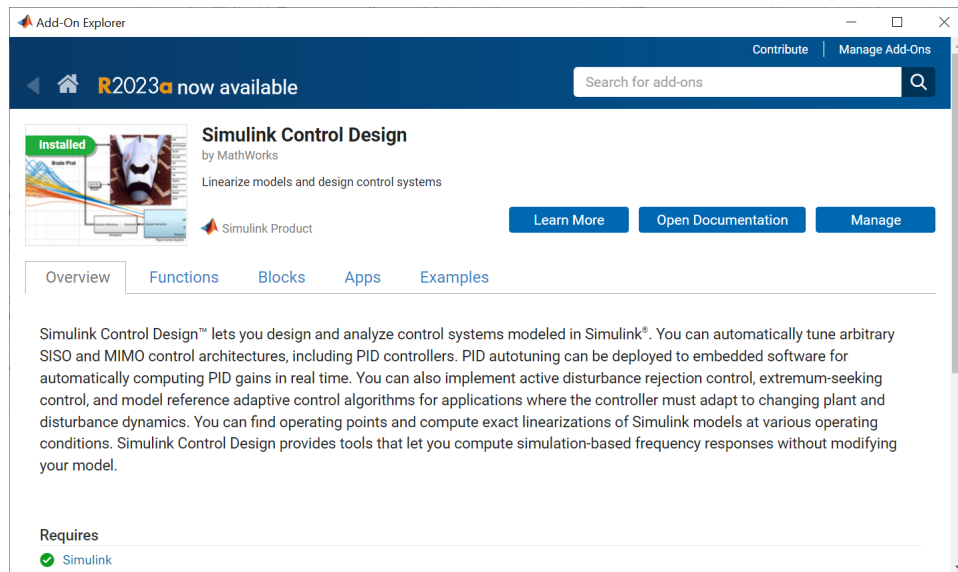 Add-On Explorer
Contribute
Manage Add-Ons
R2023a now available
Search for add-ons
Installed
Bode Plot
Simulink Control Design
by MathWorks
Linearize models and design control systems
Simulink Product
Learn More
Open Documentation
Manage
Overview
Functions
Blocks
Apps
Examples
Simulink Control Design™ lets you design and analyze control systems modeled in Simulink®. You can automatically tune arbitrary
SISO and MIMO control architectures, including PID controllers. PID autotuning can be deployed to embedded software for
automatically computing PID gains in real time. You can also implement active disturbance rejection control, extremum-seeking
control, and model reference adaptive control algorithms for applications where the controller must adapt to changing plant and
disturbance dynamics. You can find operating points and compute exact linearizations of Simulink models at various operating
conditions. Simulink Control Design provides tools that let you compute simulation-based frequency responses without modifying
your model.
Requires
Simulink